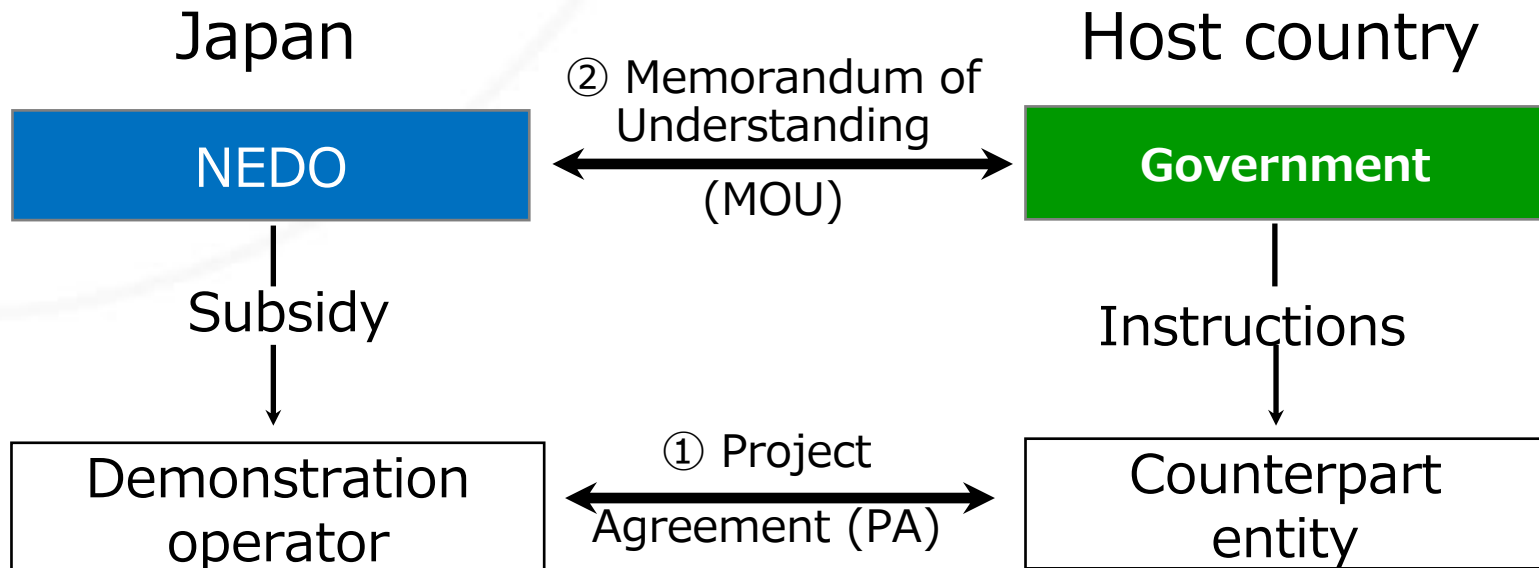 Japan
Host country
② Memorandum of
Understanding
(MOU)
NEDO
Government
Subsidy
Instructions
① Project
Agreement (PA)
Demonstration
operator
Counterpart
entity